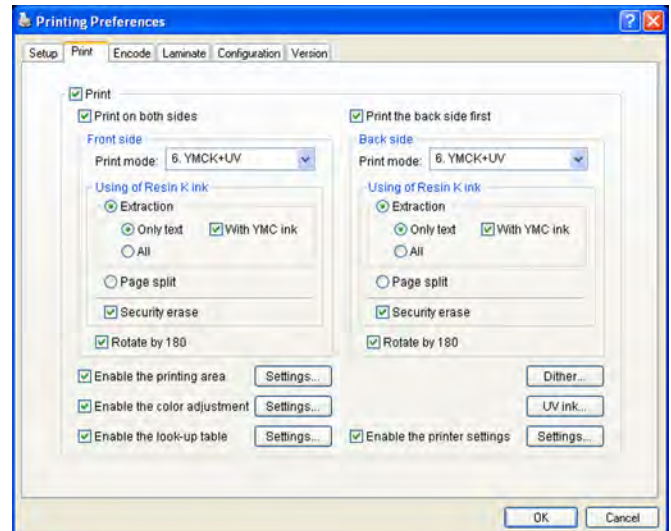 Printing Preferences
Setup Print Encode Laminate Configuration Version
Print
Print on both sides Print the back side first
Front side Back side
Print mode: 6. YMCK+UV Print mode: 6. YMCK+UV
Using of Resin K ink Using of Resin K ink
Extraction Extraction
Only text With YMC ink Only text With YMC ink
All All
Page split Page split
Security erase Security erase
Rotate by 180 Rotate by 180
Enable the printing area Settings... Dither...
Enable the color adjustment Settings... UV ink...
Enable the look-up table Settings... Enable the printer settings Settings...
OK Cancel